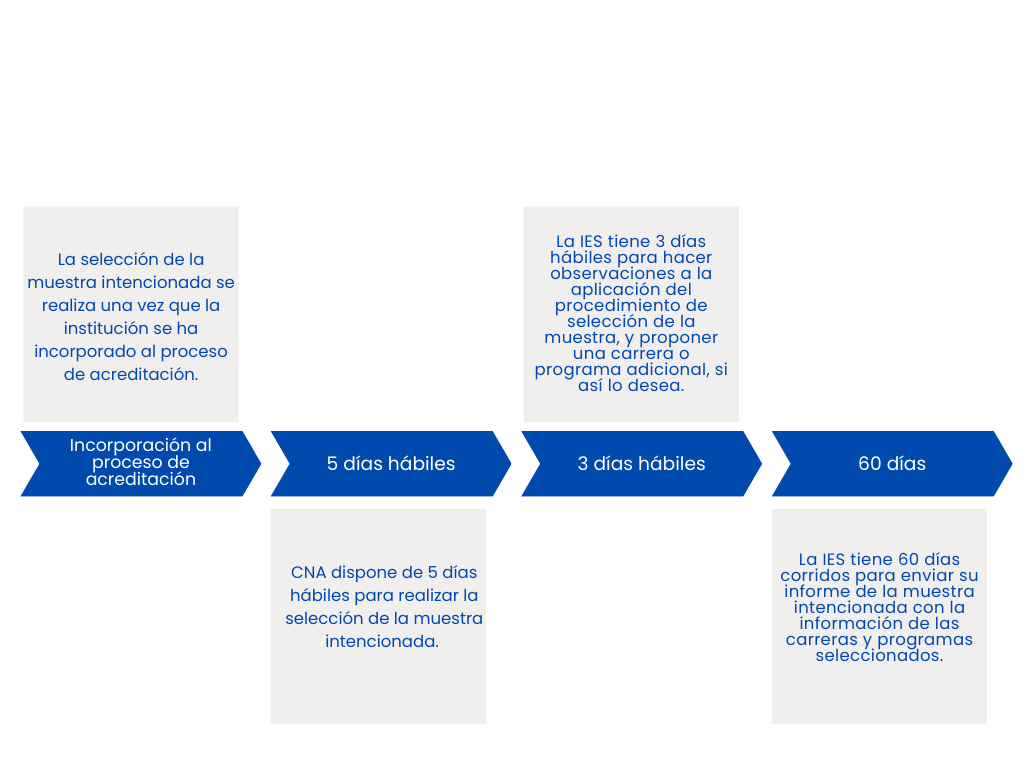 La selección de la
muestra intencionada se
realiza una vez que la
institución se ha
incorporado al proceso
de acreditación.
La IES tiene 3 días
hábiles para hacer
observaciones a la
aplicación del
procedimiento de
selección de la
muestra, y proponer
una carrera o
programa adicional, si
así lo desea.
Incorporación al
proceso de
acreditación
5 días hábiles
3 días hábiles
60 días
CNA dispone de 5 días
hábiles para realizar la
selección de la muestra
intencionada.
La IES tiene 60 días
corridos para enviar su
informe de la muestra
intencionada con la
información de las
carreras y programas
seleccionados.